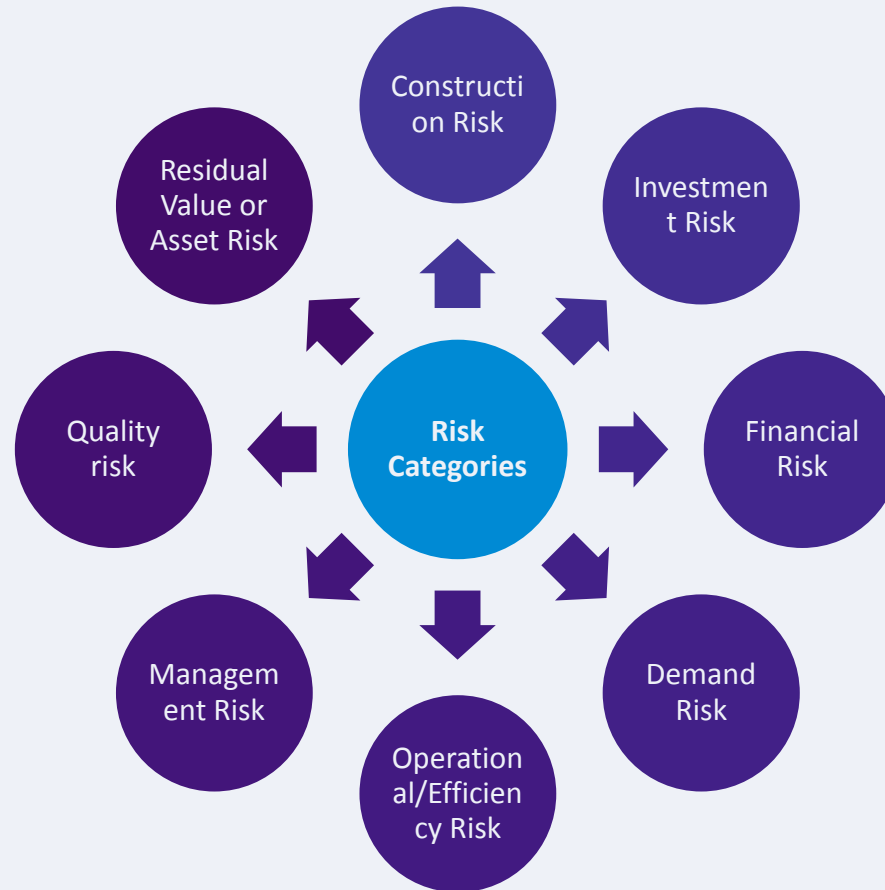 Constructi
on Risk
Investmen
t Risk
Financial
Risk
Demand
Risk
Operation
al/Efficien
cy Risk
Managem
ent Risk
Quality
risk
Residual
Value or
Asset Risk
Risk
Categories